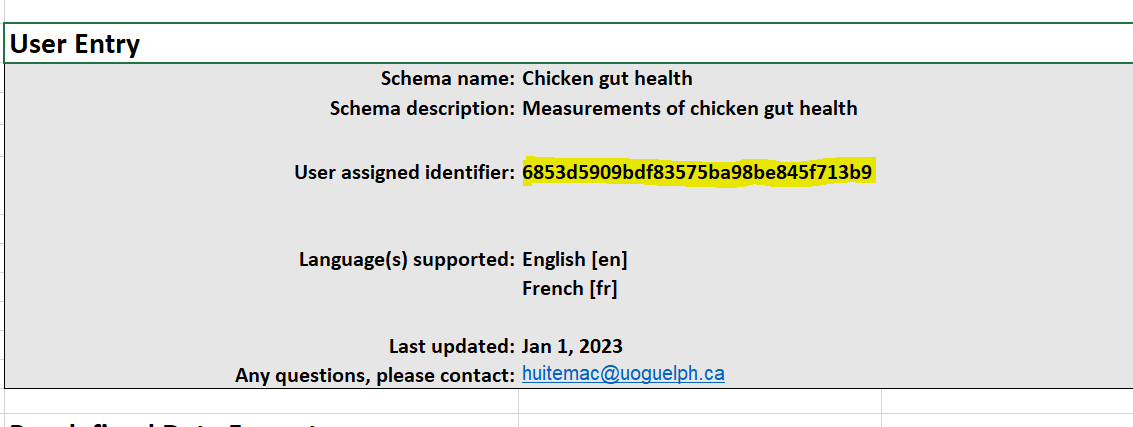 User Entry
Schema name: Chicken gut health
Schema description: Measurements of chicken gut health
User assigned identifier: 6853d5909bdf83575ba98be845f713b9
Language(s) supported: English [en]
French [fr]
Last updated: Jan 1, 2023
Any questions, please contact: huitemac@uoguelph.ca